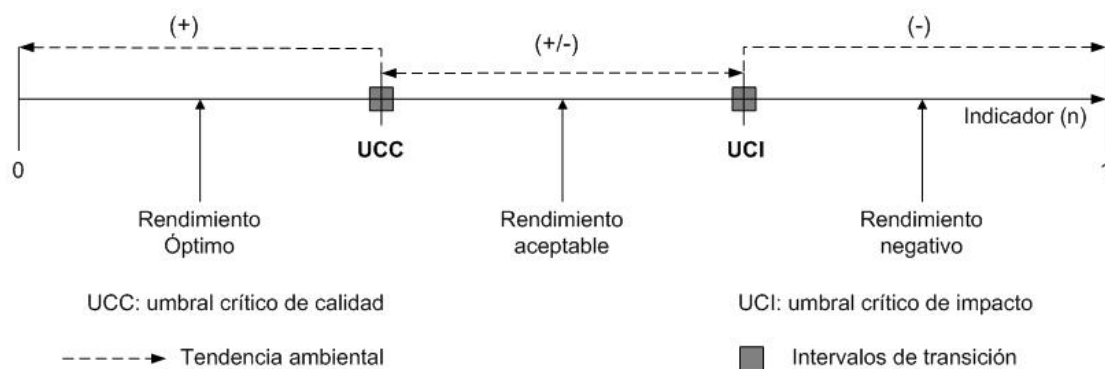 (+)
(+/-)
(-)
Indicador (n)
0
UCC
UCI
Rendimiento
Óptimo
Rendimiento
aceptable
Rendimiento
negativo
UCC: umbral crítico de calidad
UCI: umbral crítico de impacto
Tendencia ambiental
Intervalos de transición